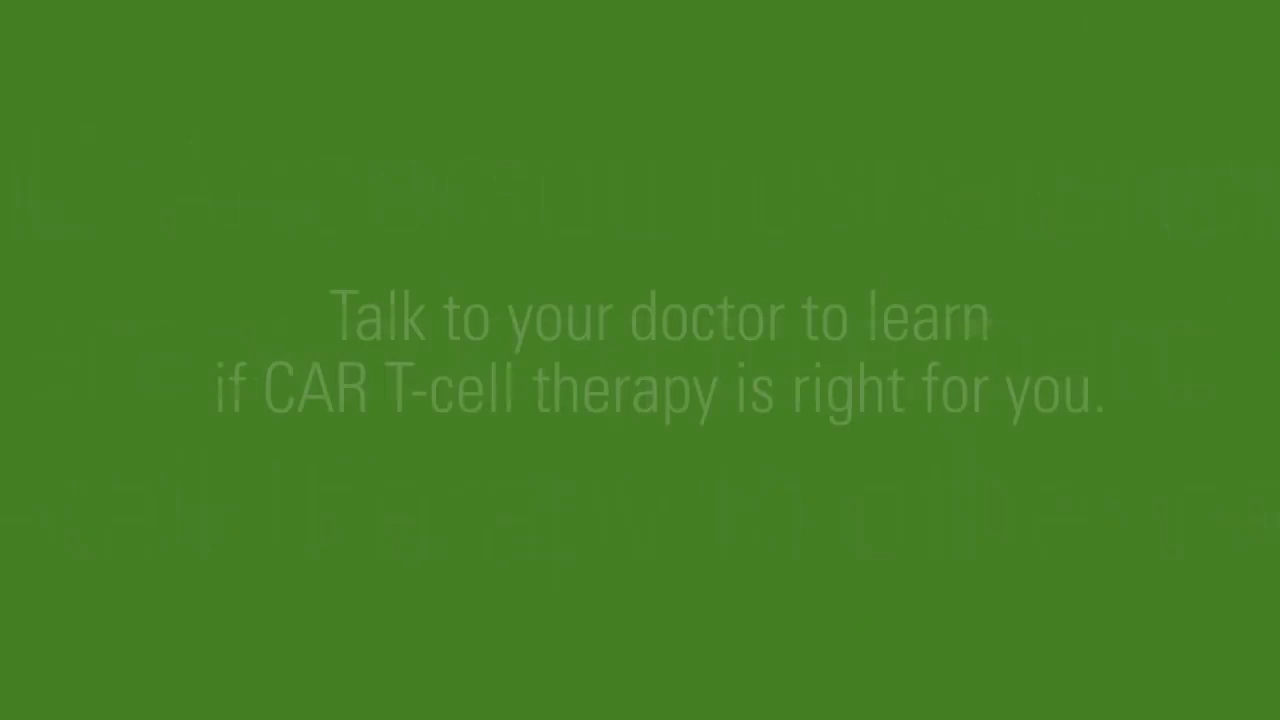 Talk to your doctor to learn
if CAR T-cell therapy is right for you.